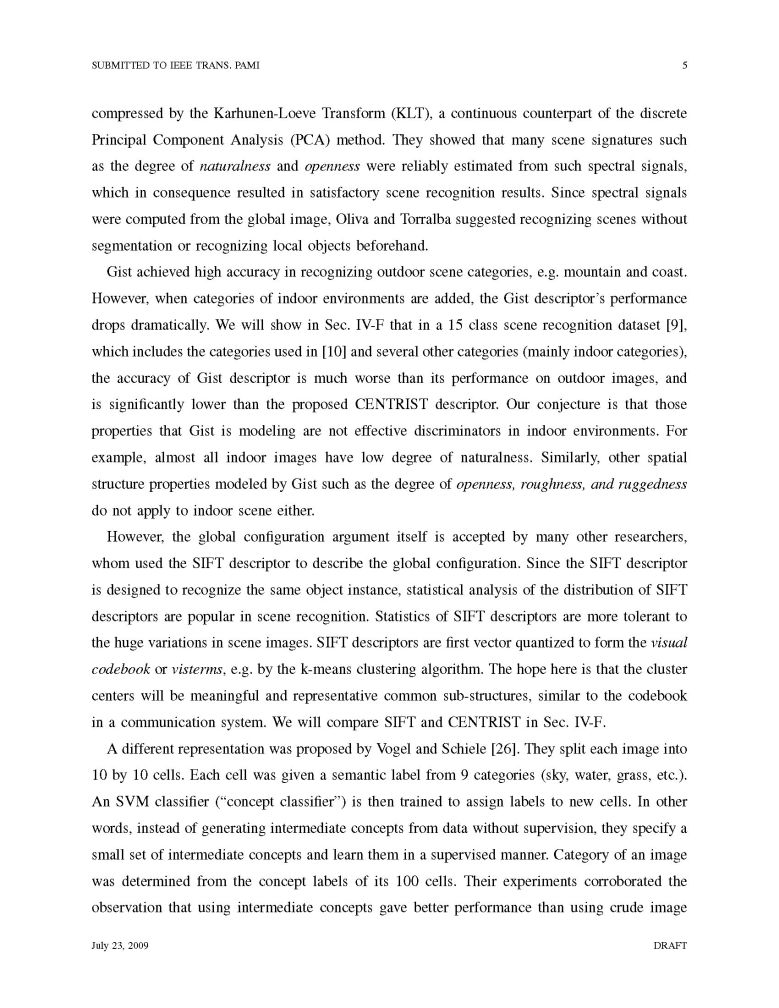 SUBMITTED TO IEEE TRANS. PAMI 5
compressed by the Karhunen-Loeve Transform (KLT), a continuous counterpart of the discrete
Principal Component Analysis (PCA) method. They showed that many scene signatures such
as the degree of naturalness and openness were reliably estimated from such spectral signals,
which in consequence resulted in satisfactory scene recognition results. Since spectral signals
were computed from the global image, Oliva and Torralba suggested recognizing scenes without
segmentation or recognizing local objects beforehand.
Gist achieved high accuracy in recognizing outdoor scene categories, e.g. mountain and coast.
However, when categories of indoor environments are added, the Gist descriptor's performance
drops dramatically. We will show in Sec. IV-F that in a 15 class scene recognition dataset [9],
which includes the categories used in [10] and several other categories (mainly indoor categories),
the accuracy of Gist descriptor is much worse than its performance on outdoor images, and
is significantly lower than the proposed CENTRIST descriptor. Our conjecture is that those
properties that Gist is modeling are not effective discriminators in indoor environments. For
example, almost all indoor images have low degree of naturalness. Similarly, other spatial
structure properties modeled by Gist such as the degree of openness, roughness, and ruggedness
do not apply to indoor scene either.
However, the global configuration argument itself is accepted by many other researchers,
whom used the SIFT descriptor to describe the global configuration. Since the SIFT descriptor
is designed to recognize the same object instance, statistical analysis of the distribution of SIFT
descriptors are popular in scene recognition. Statistics of SIFT descriptors are more tolerant to
the huge variations in scene images. SIFT descriptors are first vector quantized to form the visual
codebook or visterms, e.g. by the k-means clustering algorithm. The hope here is that the cluster
centers will be meaningful and representative common sub-structures, similar to the codebook
in a communication system. We will compare SIFT and CENTRIST in Sec. IV-F.
A different representation was proposed by Vogel and Schiele [26]. They split each image into
10 by 10 cells. Each cell was given a semantic label from 9 categories (sky, water, grass, etc.).
An SVM classifier (“concept classifier”) is then trained to assign labels to new cells. In other
words, instead of generating intermediate concepts from data without supervision, they specify a
small set of intermediate concepts and learn them in a supervised manner. Category of an image
was determined from the concept labels of its 100 cells. Their experiments corroborated the
observation that using intermediate concepts gave better performance than using crude image
July 23, 2009 DRAFT